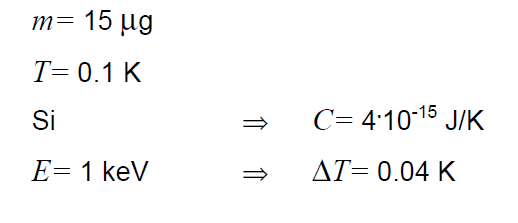 m= 15 µg
T= 0.1 K
Si ⇒ C= 4·10⁻¹⁵ J/K
E= 1 keV ⇒ ΔT= 0.04 K